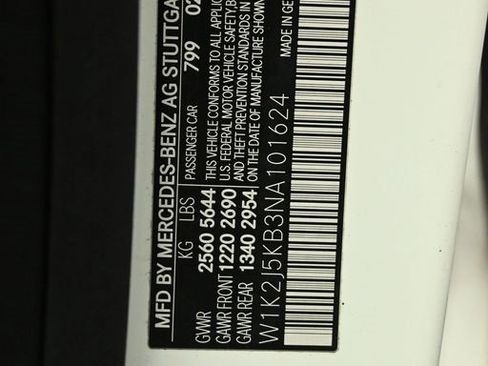 MFD BY MERCEDES-BENZ AG STUTTGA
KG LBS PASSENGER CAR 799 02
GVWR 2560 5644 THIS VEHICLE CONFORMS TO ALL
GAWR FRONT 1220 2690 U.S. FEDERAL MOTOR VEHICLE SAFETY,B
GAWR REAR 1340 2954 AND THEFT PREVENTION STANDARDS IN
ON THE DATE OF MANUFACTURE SHOWN
W1K2J5KB3NA101624 MADE IN GE